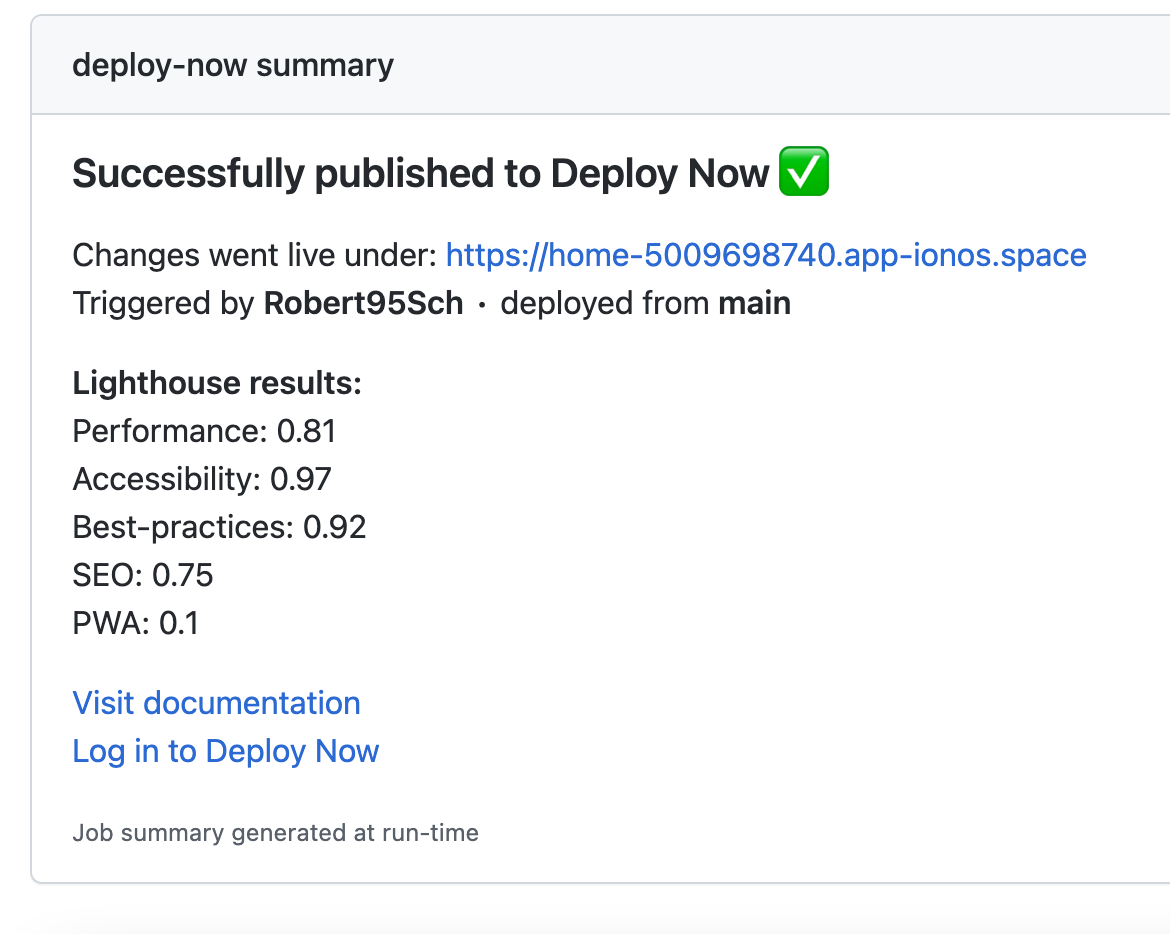 deploy-now summary
Successfully published to Deploy Now ✅
Changes went live under: https://home-5009698740.app-ionos.space
Triggered by Robert95Sch · deployed from main
Lighthouse results:
Performance: 0.81
Accessibility: 0.97
Best-practices: 0.92
SEO: 0.75
PWA: 0.1
Visit documentation
Log in to Deploy Now
Job summary generated at run-time